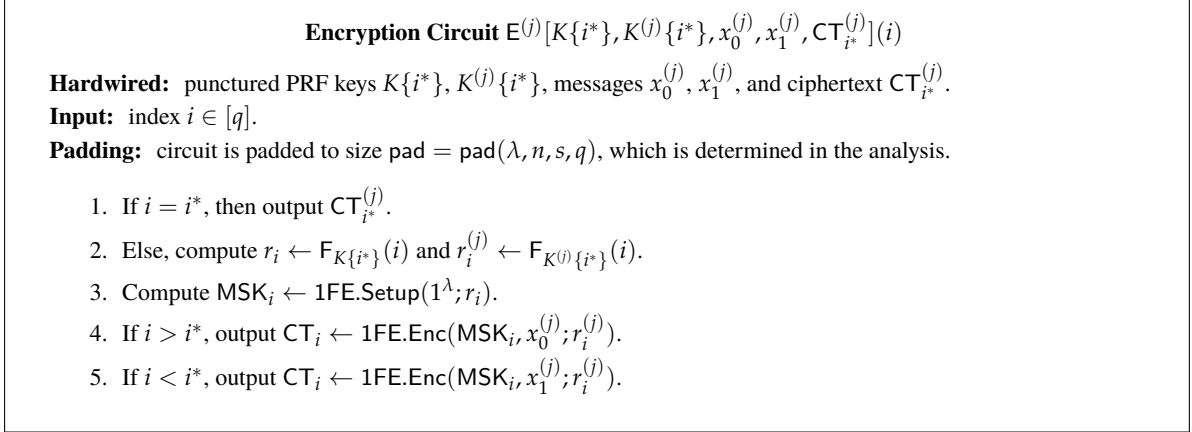 Encryption Circuit E^{(j)}[K{i^*}, K^{(j)}{i^*}, x_0^{(j)}, x_1^{(j)}, CT_{i^*}^{(j)}](i)
Hardwired: punctured PRF keys K{i^*}, K^{(j)}{i^*}, messages x_0^{(j)}, x_1^{(j)}, and ciphertext CT_{i^*}^{(j)}.
Input: index i ∈ [q].
Padding: circuit is padded to size pad = pad(λ, n, s, q), which is determined in the analysis.
1. If i = i^*, then output CT_{i^*}^{(j)}.
2. Else, compute r_i ← F_{K{i^*}}(i) and r_i^{(j)} ← F_{K^{(j)}{i^*}}(i).
3. Compute MSK_i ← 1FE.Setup(1^λ; r_i).
4. If i > i^*, output CT_i ← 1FE.Enc(MSK_i, x_0^{(j)}; r_i^{(j)}).
5. If i < i^*, output CT_i ← 1FE.Enc(MSK_i, x_1^{(j)}; r_i^{(j)}).